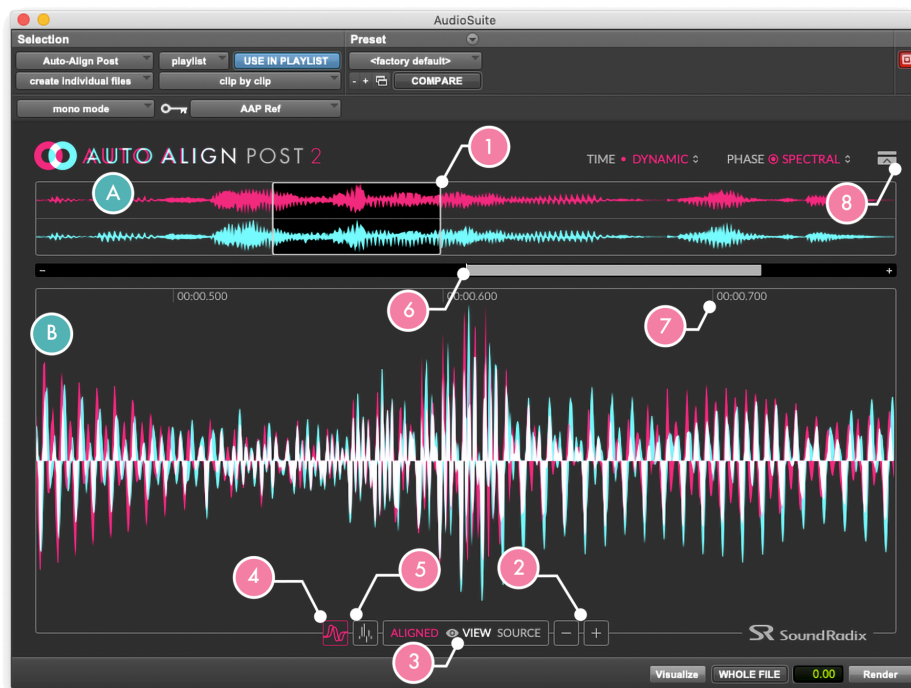 AudioSuite
Selection
Preset
Auto-Align Post
playlist
USE IN PLAYLIST
<factory default>
create individual files
clip by clip
- +
COMPARE
mono mode
AAP Ref
1
AUTO ALIGN POST 2
TIME • DYNAMIC
PHASE SPECTRAL
A
8
- +
6
00:00.500
00:00.600
00:00.700
7
B
4
5
2
ALIGNED VIEW SOURCE - +
SR SoundRadix
3
Visualize
WHOLE FILE
0.00
Render